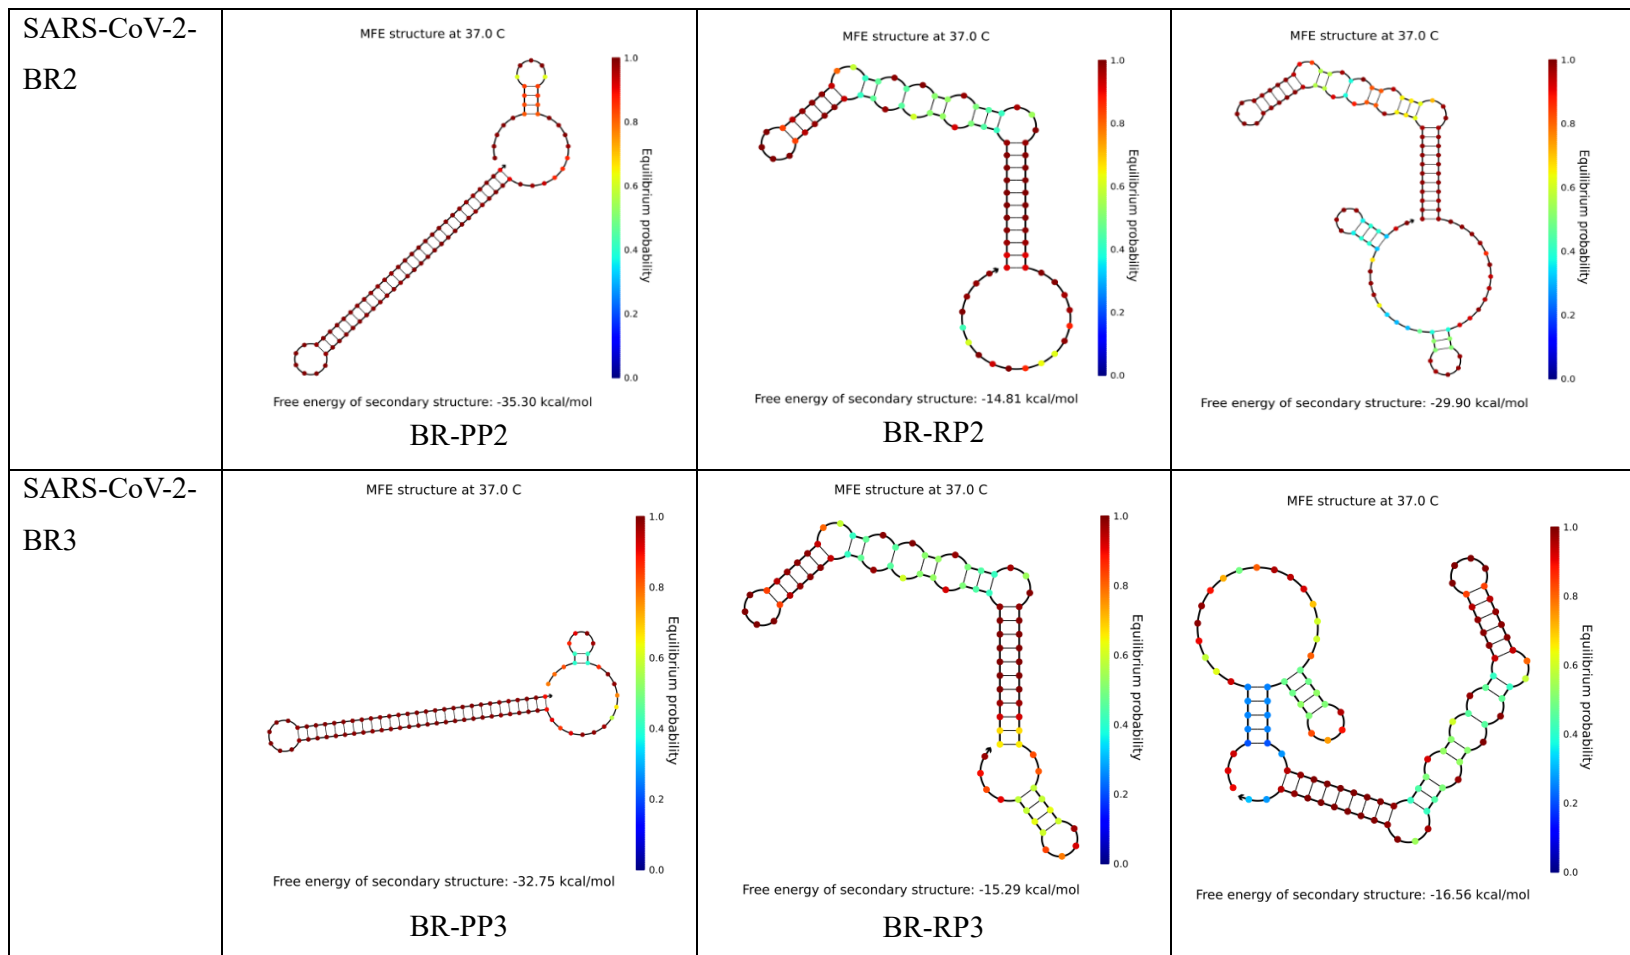 SARS-CoV-2-
BR2
MFE structure at 37.0 C
1.0
0.8
0.6
0.4
0.2
0.0
Equilibrium probability
Free energy of secondary structure: -35.30 kcal/mol
BR-PP2
MFE structure at 37.0 C
1.0
0.8
0.6
0.4
0.2
0.0
Equilibrium probability
Free energy of secondary structure: -14.81 kcal/mol
BR-RP2
MFE structure at 37.0 C
1.0
0.8
0.6
0.4
0.2
0.0
Equilibrium probability
Free energy of secondary structure: -29.90 kcal/mol
SARS-CoV-2-
BR3
MFE structure at 37.0 C
1.0
0.8
0.6
0.4
0.2
0.0
Equilibrium probability
Free energy of secondary structure: -32.75 kcal/mol
BR-PP3
MFE structure at 37.0 C
1.0
0.8
0.6
0.4
0.2
0.0
Equilibrium probability
Free energy of secondary structure: -15.29 kcal/mol
BR-RP3
MFE structure at 37.0 C
1.0
0.8
0.6
0.4
0.2
0.0
Equilibrium probability
Free energy of secondary structure: -16.56 kcal/mol